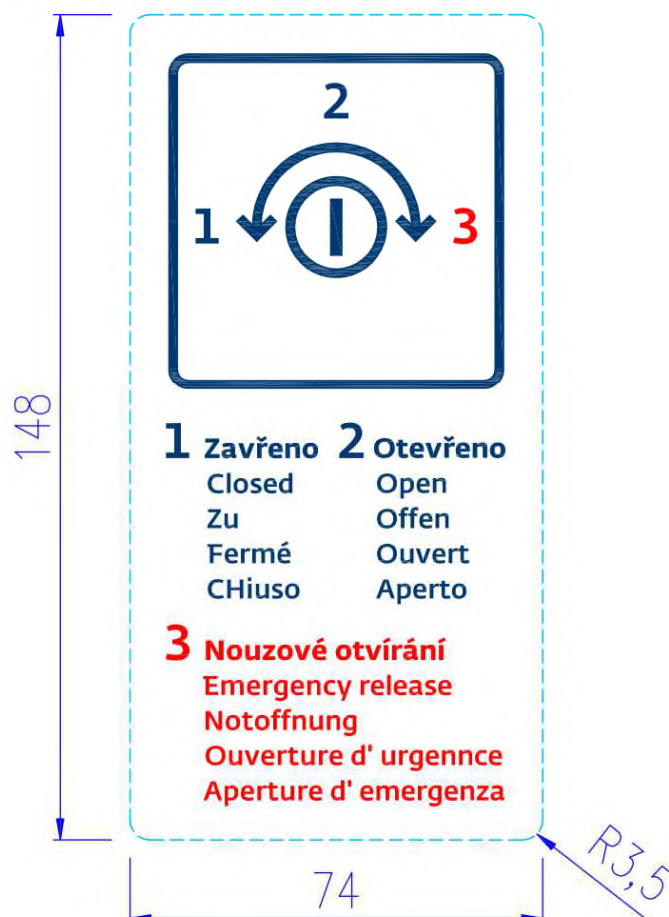 2
1
3
148
1 Zavřeno 2 Otevřeno
Closed Open
Zu Offen
Fermé Ouvert
CHiuso Aperto
3 Nouzové otvírání
Emergency release
Notoffnung
Ouverture d' urgennce
Aperture d' emergenza
R3,5
74